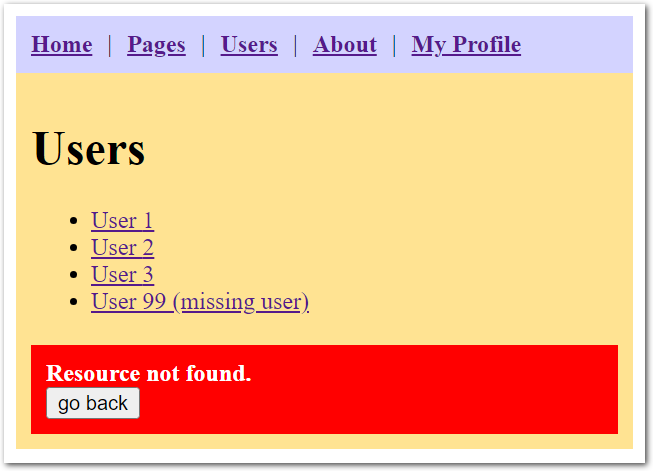 Home | Pages | Users | About | My Profile
Users
User 1
User 2
User 3
User 99 (missing user)
Resource not found.
go back